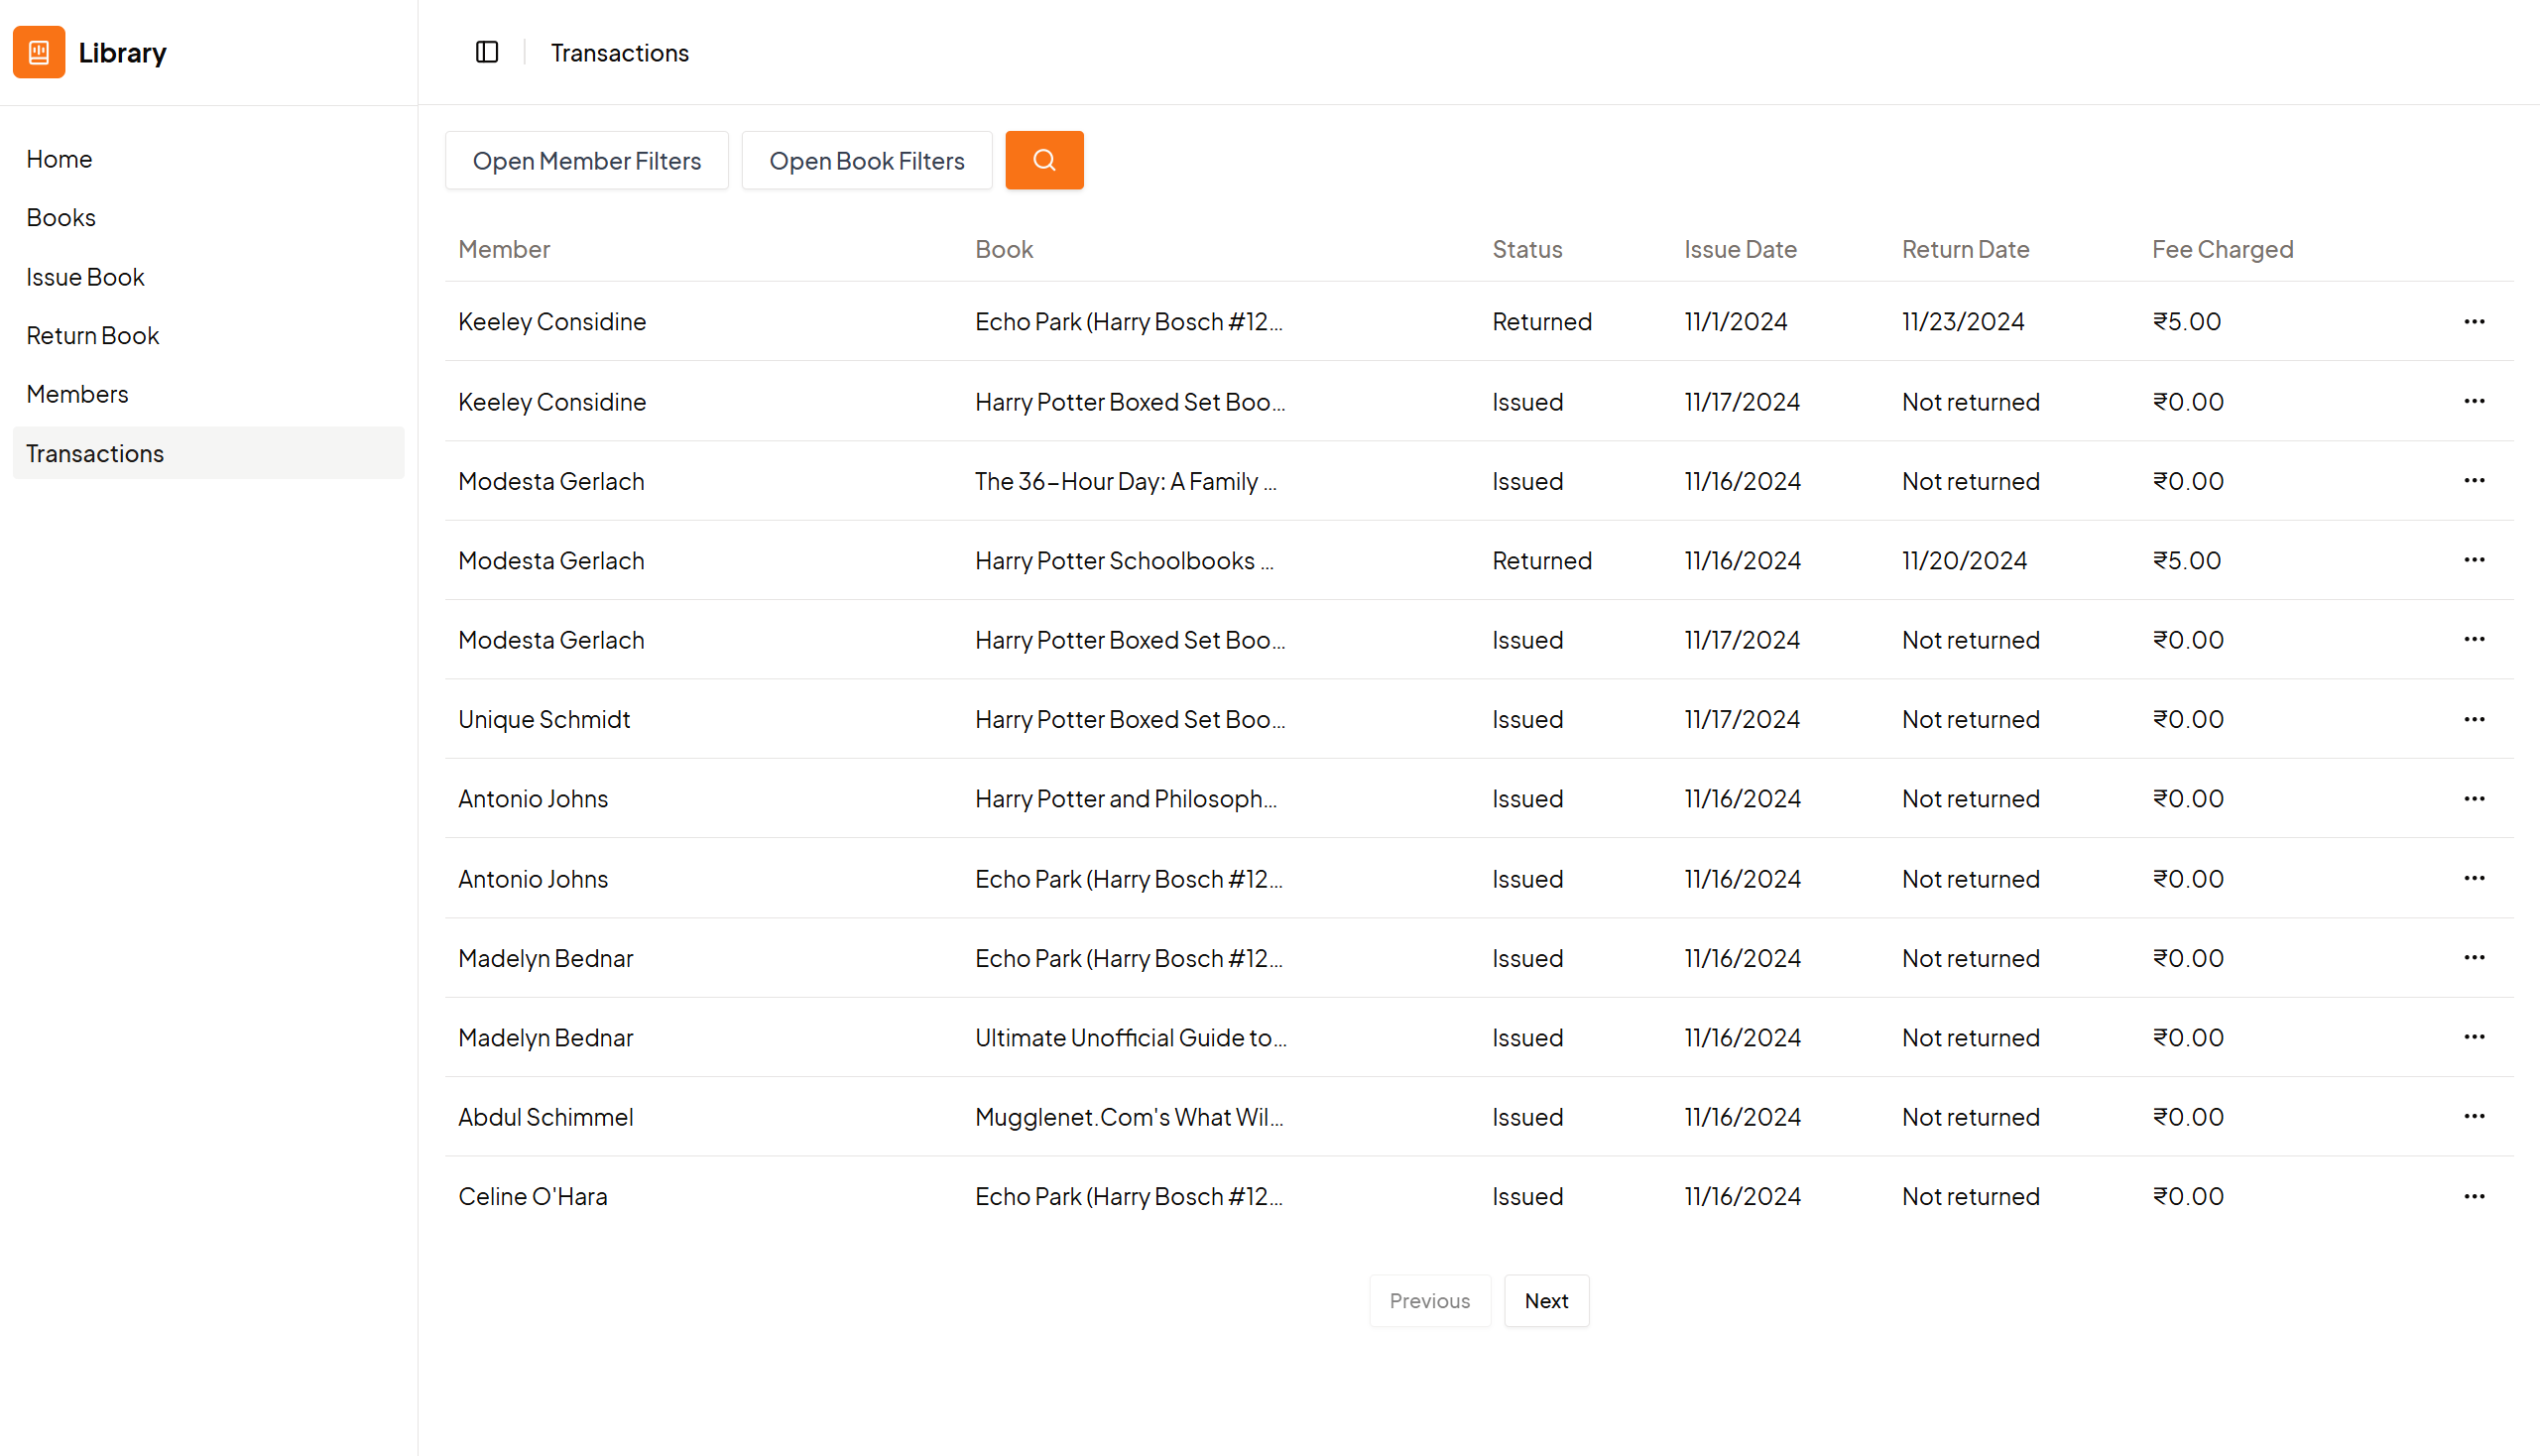 Library
Transactions
Home
Books
Issue Book
Return Book
Members
Transactions
Open Member Filters Open Book Filters
Member Book Status Issue Date Return Date Fee Charged
Keeley Considine Echo Park (Harry Bosch #12... Returned 11/1/2024 11/23/2024 ₹5.00
Keeley Considine Harry Potter Boxed Set Boo... Issued 11/17/2024 Not returned ₹0.00
Modesta Gerlach The 36-Hour Day: A Family ... Issued 11/16/2024 Not returned ₹0.00
Modesta Gerlach Harry Potter Schoolbooks ... Returned 11/16/2024 11/20/2024 ₹5.00
Modesta Gerlach Harry Potter Boxed Set Boo... Issued 11/17/2024 Not returned ₹0.00
Unique Schmidt Harry Potter Boxed Set Boo... Issued 11/17/2024 Not returned ₹0.00
Antonio Johns Harry Potter and Philosoph... Issued 11/16/2024 Not returned ₹0.00
Antonio Johns Echo Park (Harry Bosch #12... Issued 11/16/2024 Not returned ₹0.00
Madelyn Bednar Echo Park (Harry Bosch #12... Issued 11/16/2024 Not returned ₹0.00
Madelyn Bednar Ultimate Unofficial Guide to... Issued 11/16/2024 Not returned ₹0.00
Abdul Schimmel Mugglenet.Com's What Wil... Issued 11/16/2024 Not returned ₹0.00
Celine O'Hara Echo Park (Harry Bosch #12... Issued 11/16/2024 Not returned ₹0.00
Previous Next